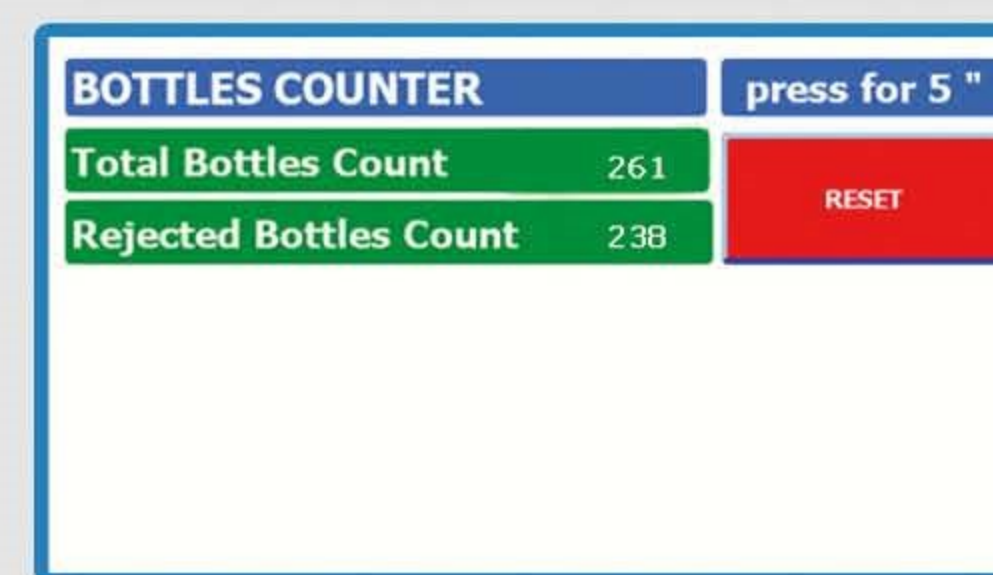 BOTTLES COUNTER
press for 5 "
Total Bottles Count 261
Rejected Bottles Count 238
RESET